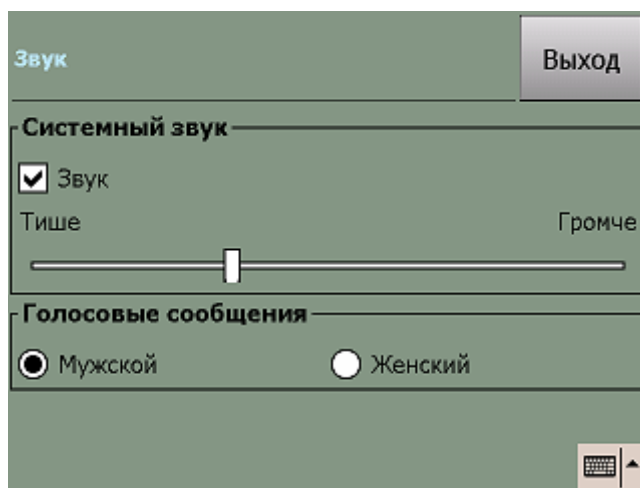 Звук
Выход
Системный звук
Звук
Тише Громче
Голосовые сообщения
Мужской Женский